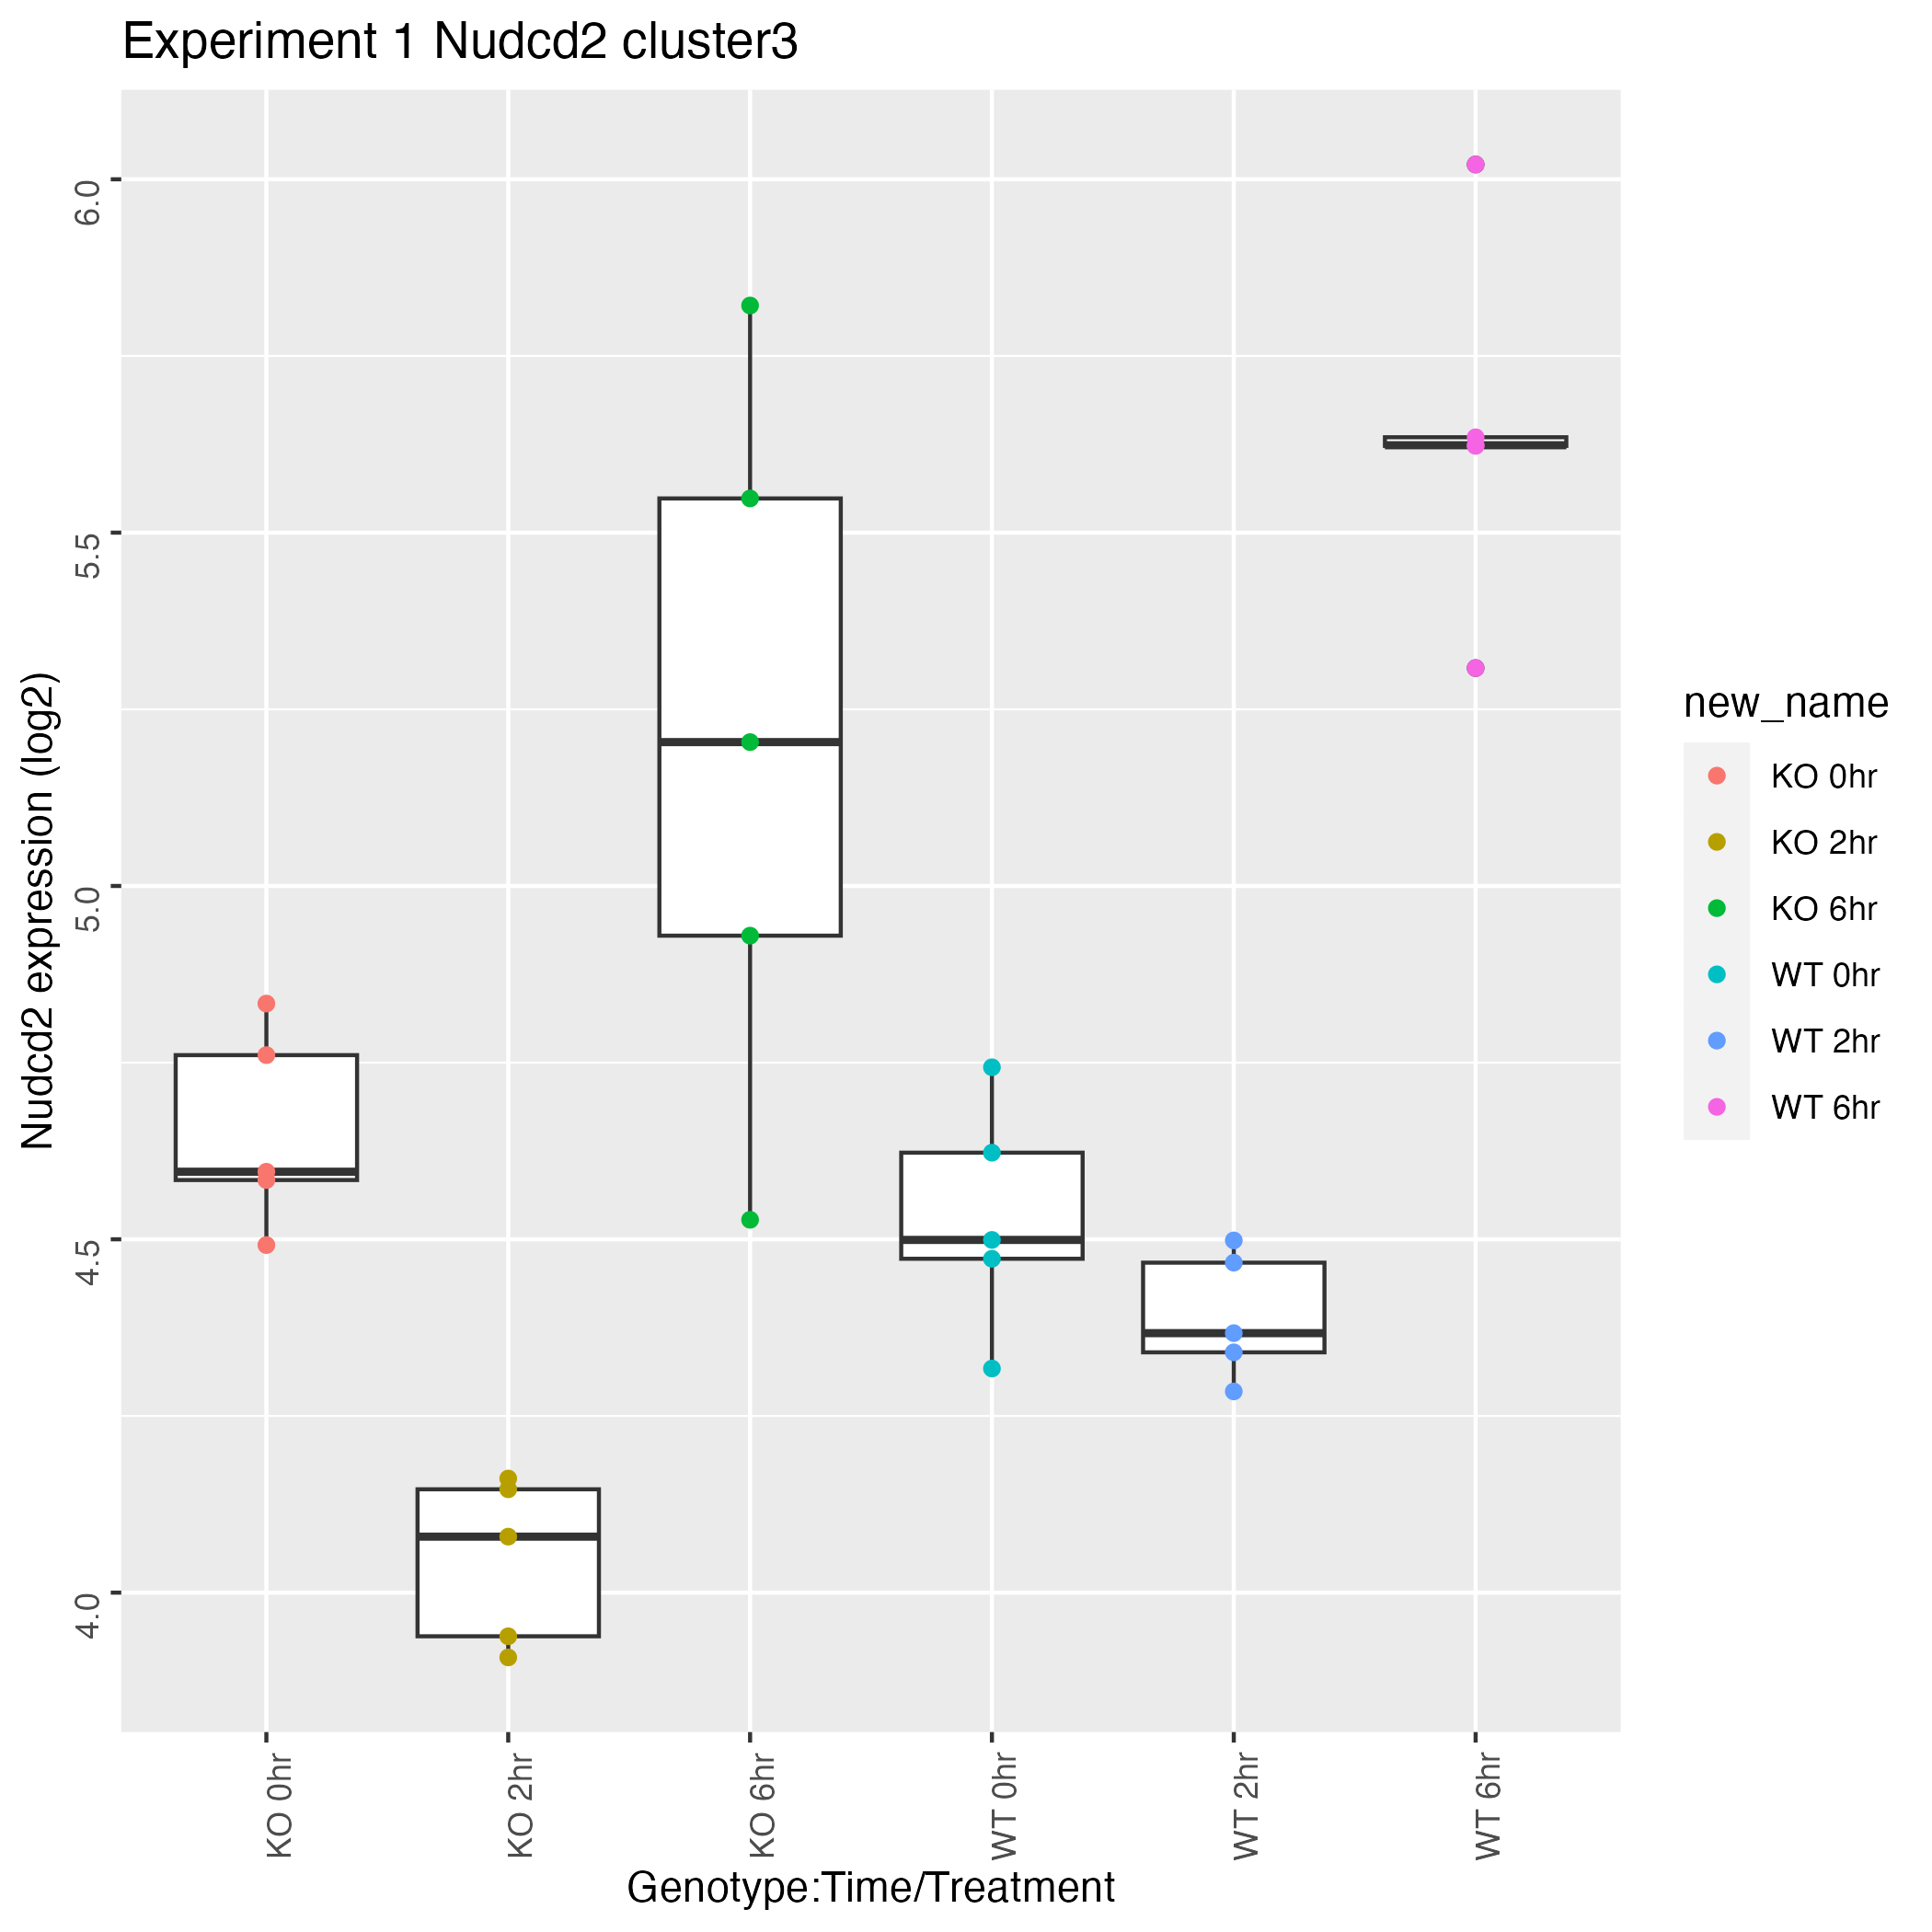 Experiment 1 Nudcd2 cluster3
Nudcd2 expression (log2)
6.0
5.5
5.0
4.5
4.0
KO 0hr
KO 2hr
KO 6hr
WT 0hr
WT 2hr
WT 6hr
Genotype:Time/Treatment
new_name
KO 0hr
KO 2hr
KO 6hr
WT 0hr
WT 2hr
WT 6hr